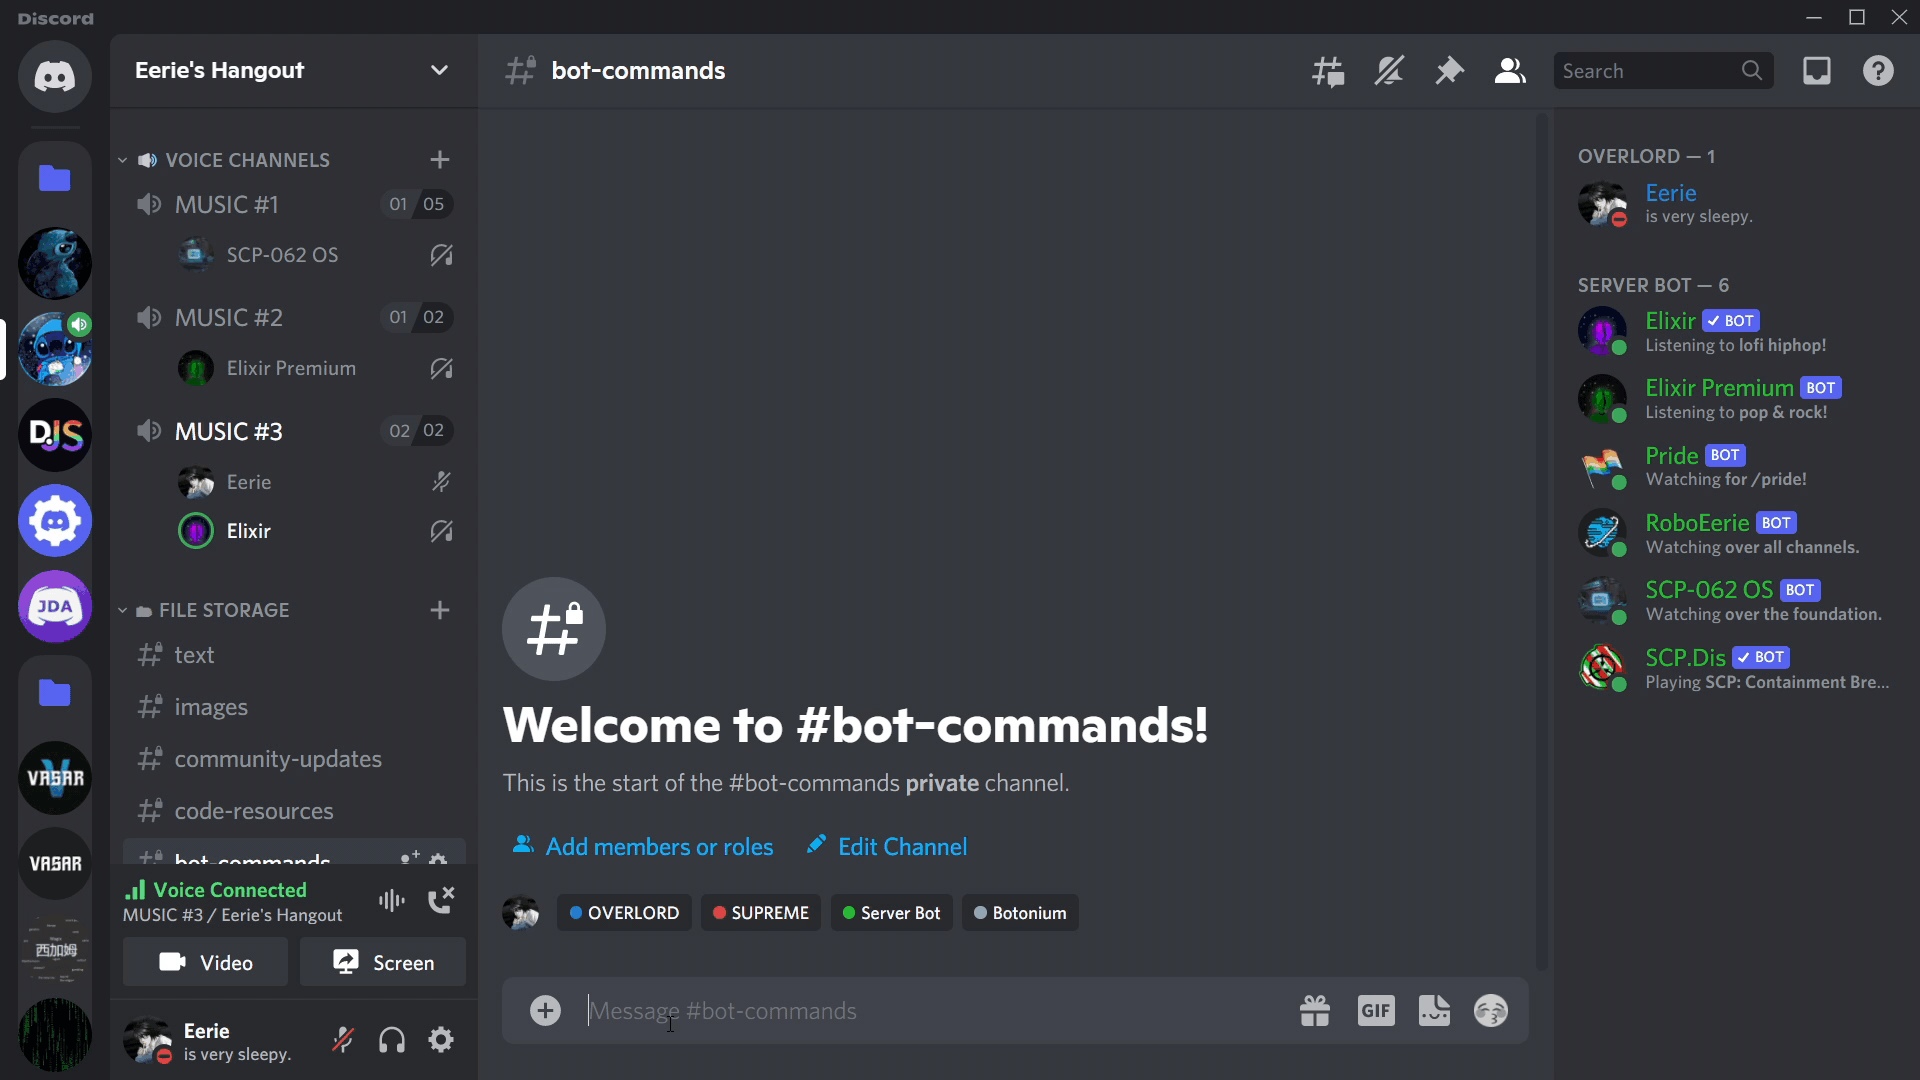 Discord
Eerie's Hangout
bot-commands
Search
VOICE CHANNELS
MUSIC #1
01 05
SCP-062 OS
MUSIC #2
01 02
Elixir Premium
MUSIC #3
02 02
Eerie
Elixir
FILE STORAGE
text
images
community-updates
code-resources
bot-commands
Voice Connected
MUSIC #3 / Eerie's Hangout
Video
Screen
Eerie
is very sleepy.
DJS
JDA
VASAR
VASAR
西加姆
Welcome to #bot-commands!
This is the start of the #bot-commands private channel.
Add members or roles
Edit Channel
OVERLORD
SUPREME
Server Bot
Botonium
Message #bot-commands
GIF
OVERLORD — 1
Eerie
is very sleepy.
SERVER BOT — 6
Elixir BOT
Listening to lofi hiphop!
Elixir Premium BOT
Listening to pop & rock!
Pride BOT
Watching for /pride!
RoboEerie BOT
Watching over all channels.
SCP-062 OS BOT
Watching over the foundation.
SCP.Dis BOT
Playing SCP: Containment Bre...